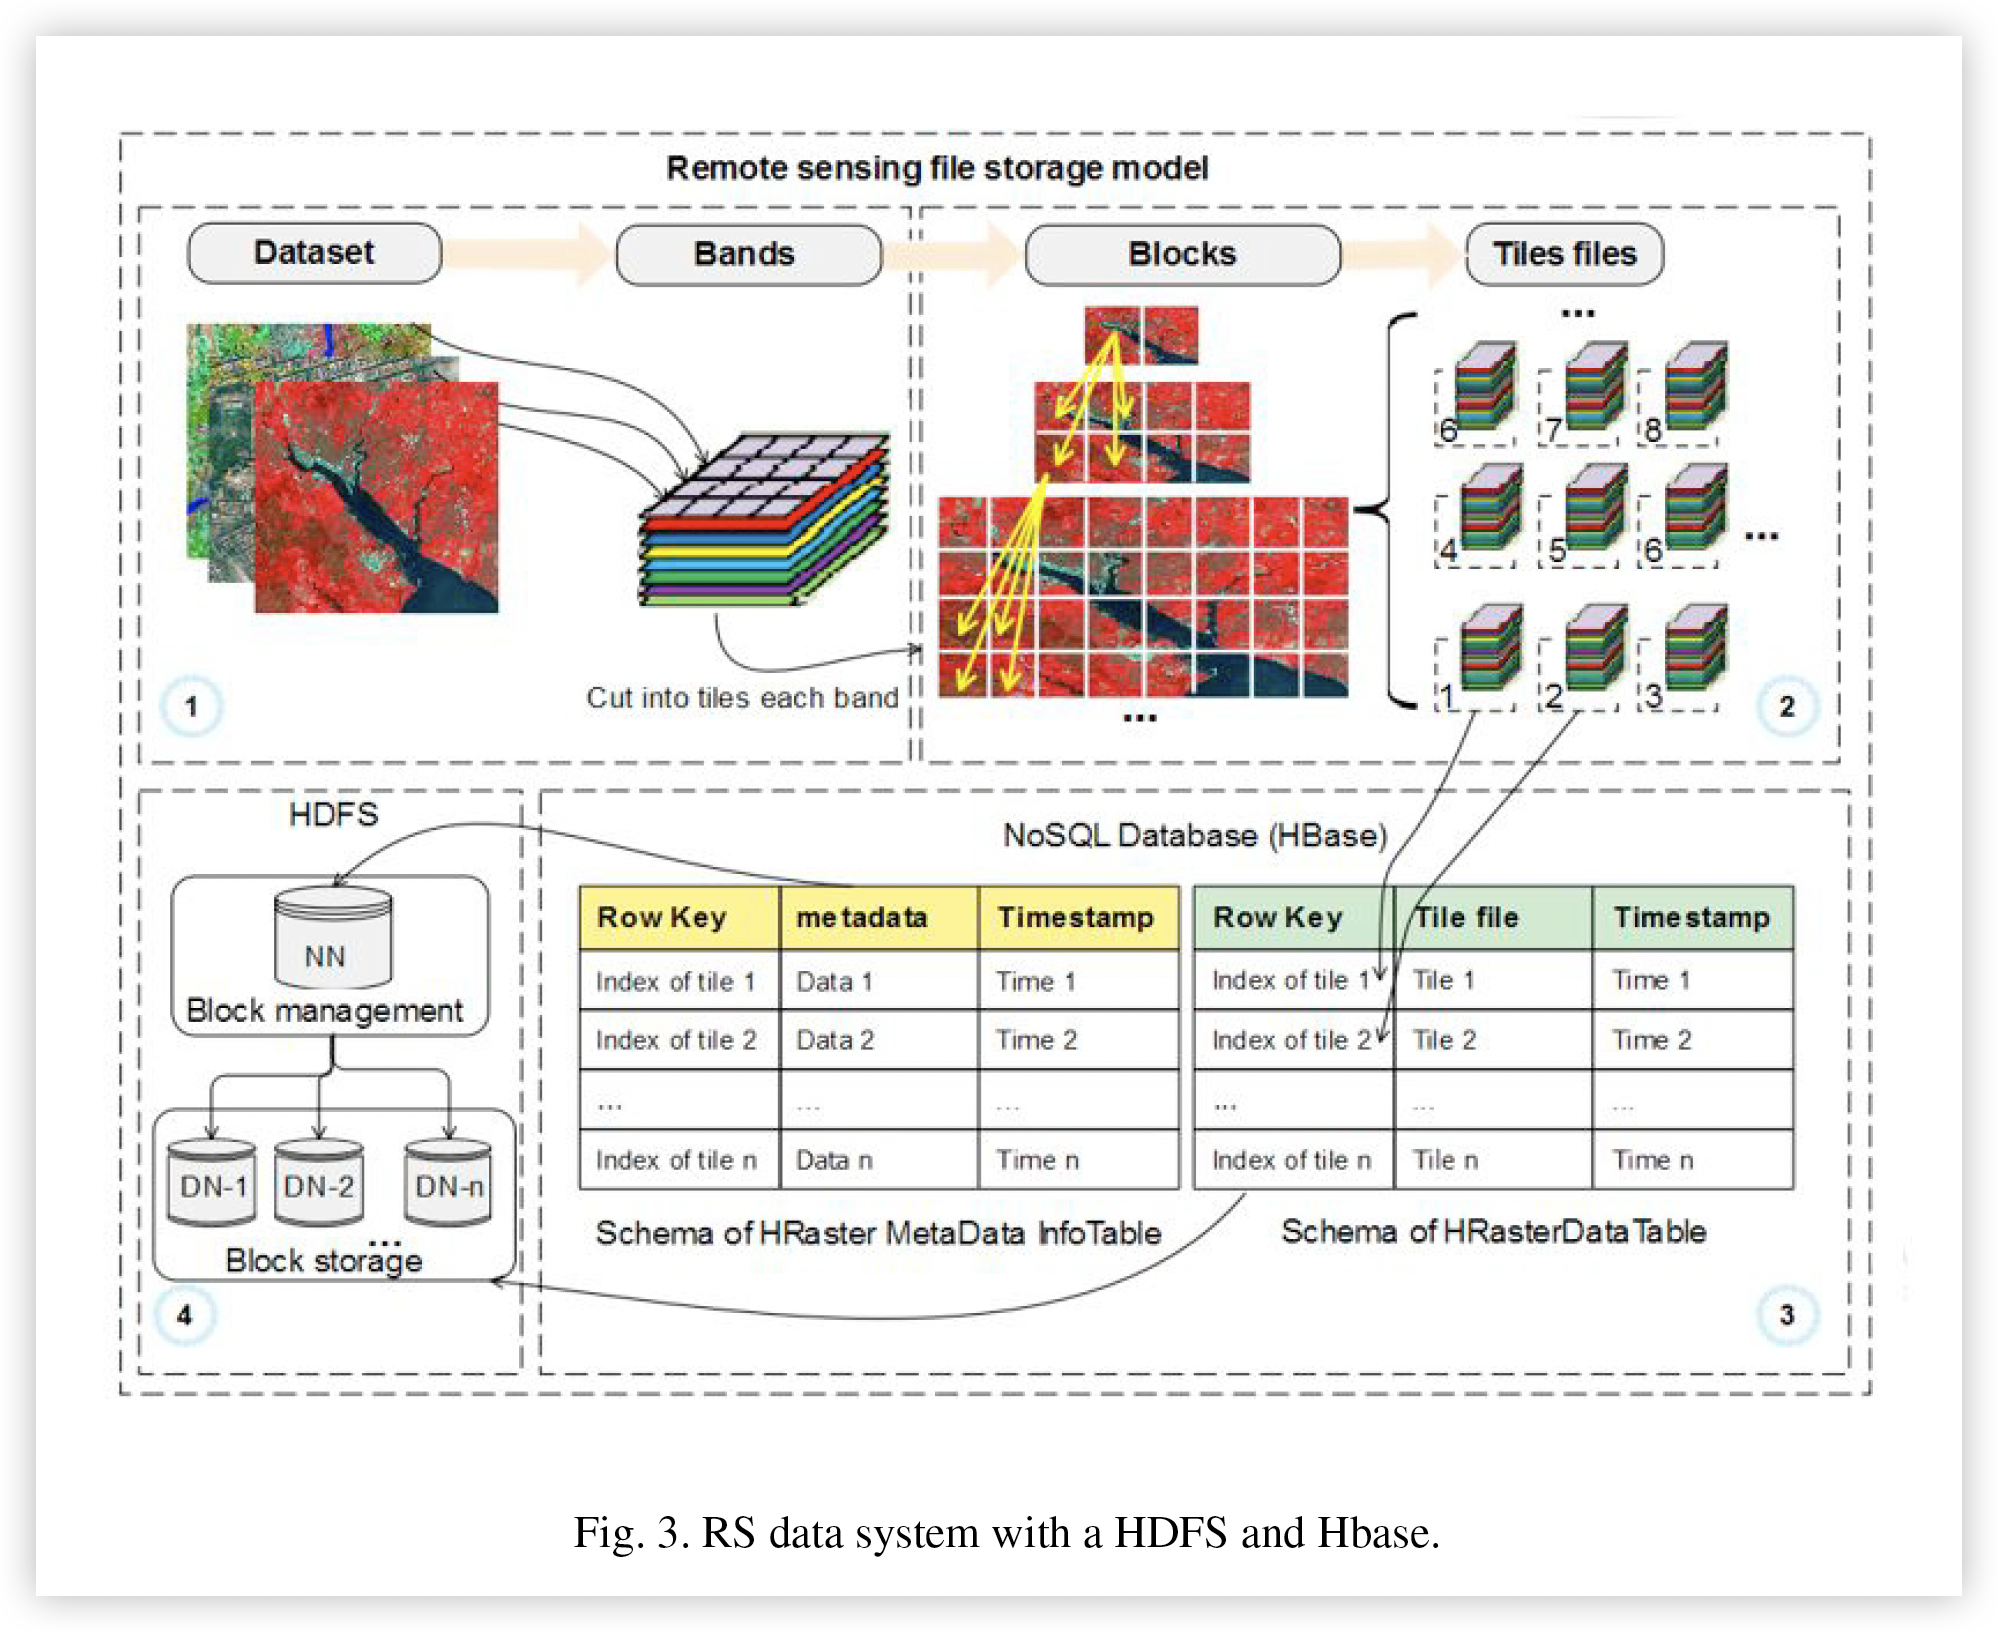 Remote sensing file storage model
Dataset
Bands
Blocks
Tiles files
...
6 7 8
4 5 6 ...
1 2 3
Cut into tiles each band
...
1
2
HDFS
NN
Block management
DN-1 DN-2 DN-n
...
Block storage
4
NoSQL Database (HBase)
Row Key metadata Timestamp
Index of tile 1 Data 1 Time 1
Index of tile 2 Data 2 Time 2
... ... ...
Index of tile n Data n Time n
Schema of HRaster MetaData InfoTable
Row Key Tile file Timestamp
Index of tile 1 Tile 1 Time 1
Index of tile 2 Tile 2 Time 2
... ... ...
Index of tile n Tile n Time n
Schema of HRasterDataTable
3
Fig. 3. RS data system with a HDFS and Hbase.